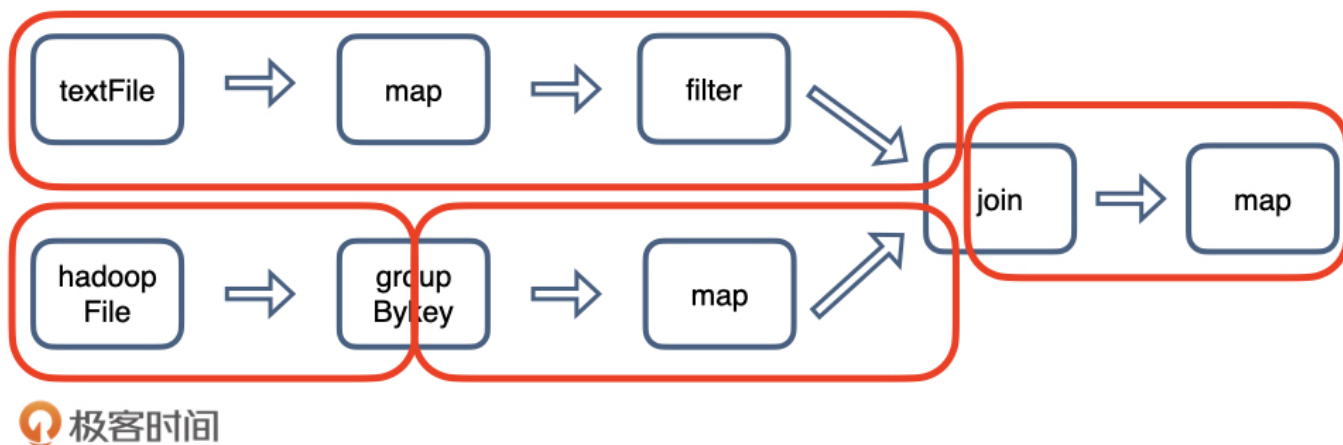 textFile
map
filter
join
map
hadoop
File
group
Bykey
map
极客时间